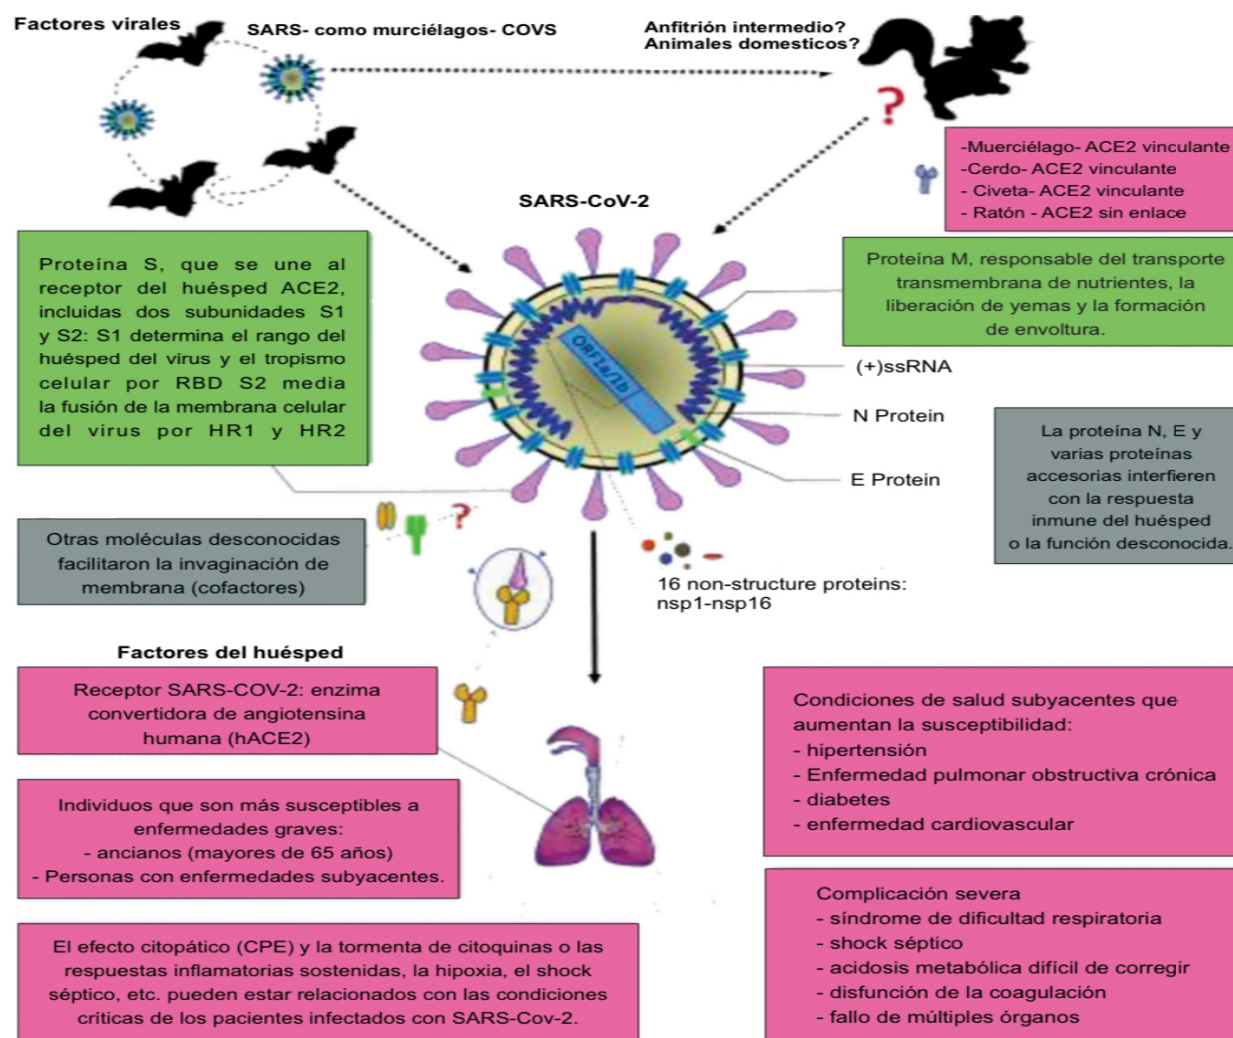 Factores virales
SARS- como murciélagos- COVS
Anfitrión intermedio?
Animales domesticos?
?
-Muerciélago- ACE2 vinculante
-Cerdo- ACE2 vinculante
- Civeta- ACE2 vinculante
- Ratón - ACE2 sin enlace
SARS-CoV-2
Proteína S, que se une al
receptor del huésped ACE2,
incluidas dos subunidades S1
y S2: S1 determina el rango del
huésped del virus y el tropismo
celular por RBD S2 media
la fusión de la membrana celular
del virus por HR1 y HR2
Proteína M, responsable del transporte
transmembrana de nutrientes, la
liberación de yemas y la formación
de envoltura.
ORF1a/1b
(+)ssRNA
N Protein
E Protein
La proteína N, E y
varias proteínas
accesorias interfieren
con la respuesta
inmune del huésped
o la función desconocida.
?
Otras moléculas desconocidas
facilitaron la invaginación de
membrana (cofactores)
16 non-structure proteins:
nsp1-nsp16
Factores del huésped
Receptor SARS-COV-2: enzima
convertidora de angiotensina
humana (hACE2)
Individuos que son más susceptibles a
enfermedades graves:
- ancianos (mayores de 65 años)
- Personas con enfermedades subyacentes.
El efecto citopático (CPE) y la tormenta de citoquinas o las
respuestas inflamatorias sostenidas, la hipoxia, el shock
séptico, etc. pueden estar relacionados con las condiciones
críticas de los pacientes infectados con SARS-Cov-2.
Condiciones de salud subyacentes que
aumentan la susceptibilidad:
- hipertensión
- Enfermedad pulmonar obstructiva crónica
- diabetes
- enfermedad cardiovascular
Complicación severa
- síndrome de dificultad respiratoria
- shock séptico
- acidosis metabólica difícil de corregir
- disfunción de la coagulación
- fallo de múltiples órganos